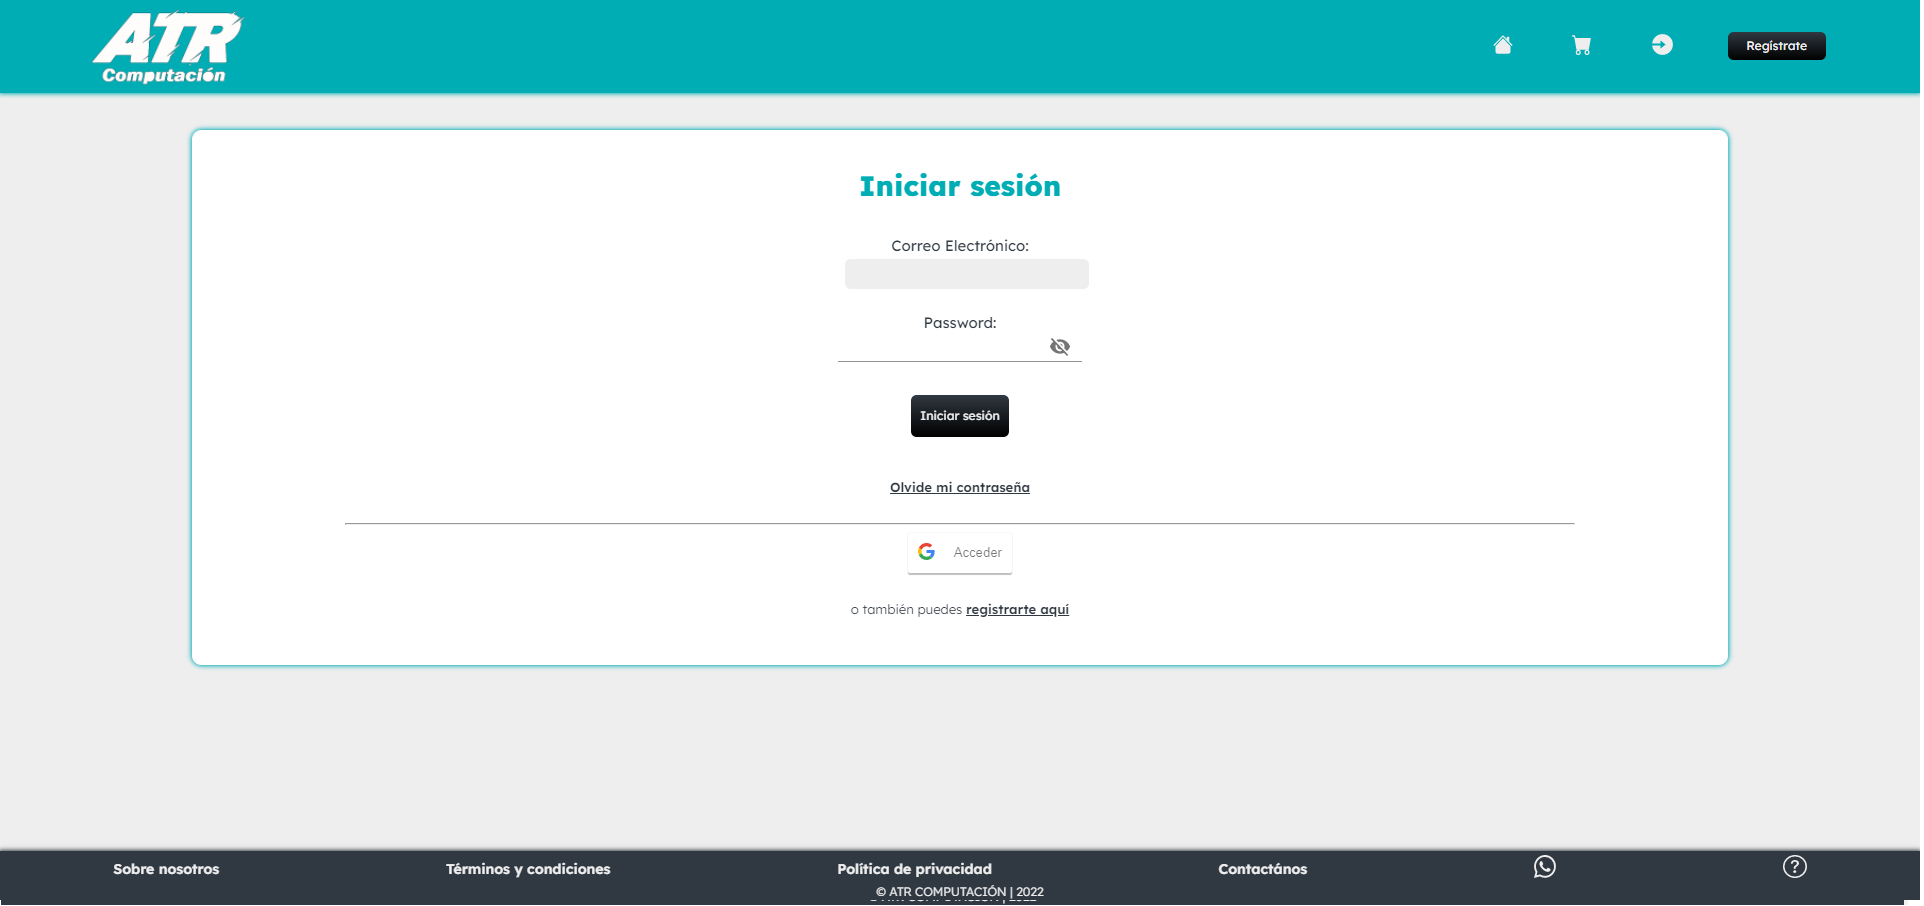 ATR
Computación
Regístrate
Iniciar sesión
Correo Electrónico:
Password:
Iniciar sesión
Olvide mi contraseña
Acceder
o también puedes registrarte aquí
Sobre nosotros
Términos y condiciones
Política de privacidad
Contactános
© ATR COMPUTACIÓN | 2022